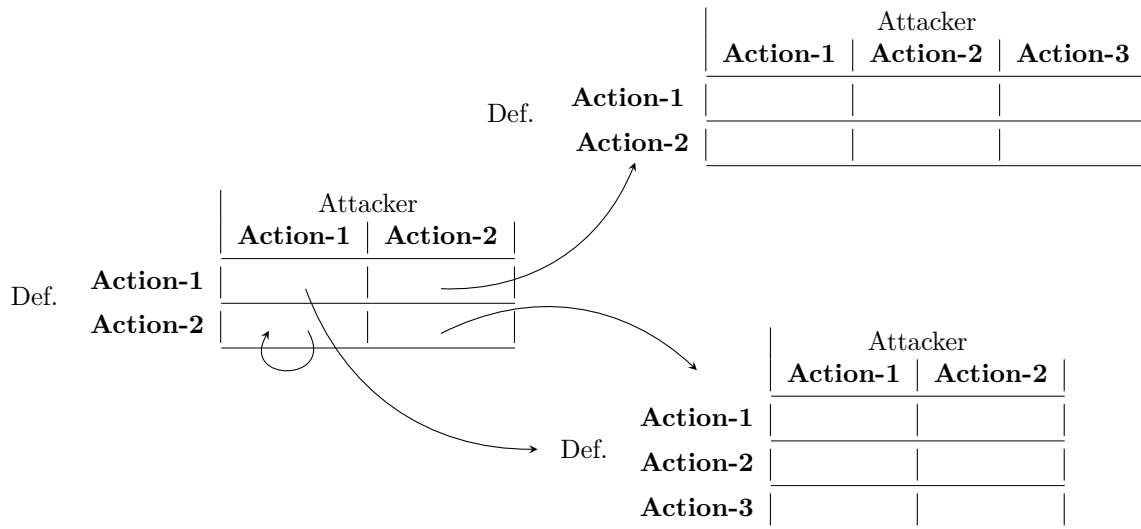 Attacker
Action-1 Action-2 Action-3
Def. Action-1
Action-2
Attacker
Action-1 Action-2
Def. Action-1
Action-2
Attacker
Action-1 Action-2
Action-1
Def. Action-2
Action-3